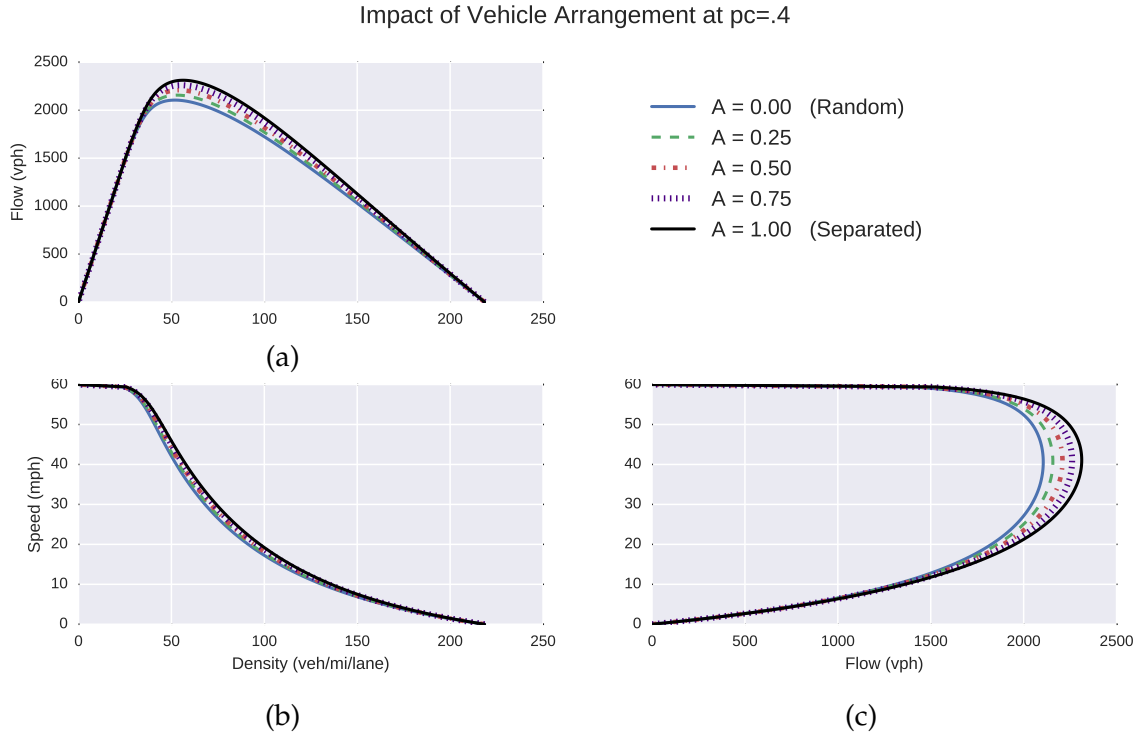 Impact of Vehicle Arrangement at pc=.4
2500
2000
1500
1000
500
0
Flow (vph)
0 50 100 150 200 250
(a)
A = 0.00 (Random)
A = 0.25
A = 0.50
A = 0.75
A = 1.00 (Separated)
60
50
40
30
20
10
0
Speed (mph)
0 50 100 150 200 250
Density (veh/mi/lane)
(b)
60
50
40
30
20
10
0
0 500 1000 1500 2000 2500
Flow (vph)
(c)